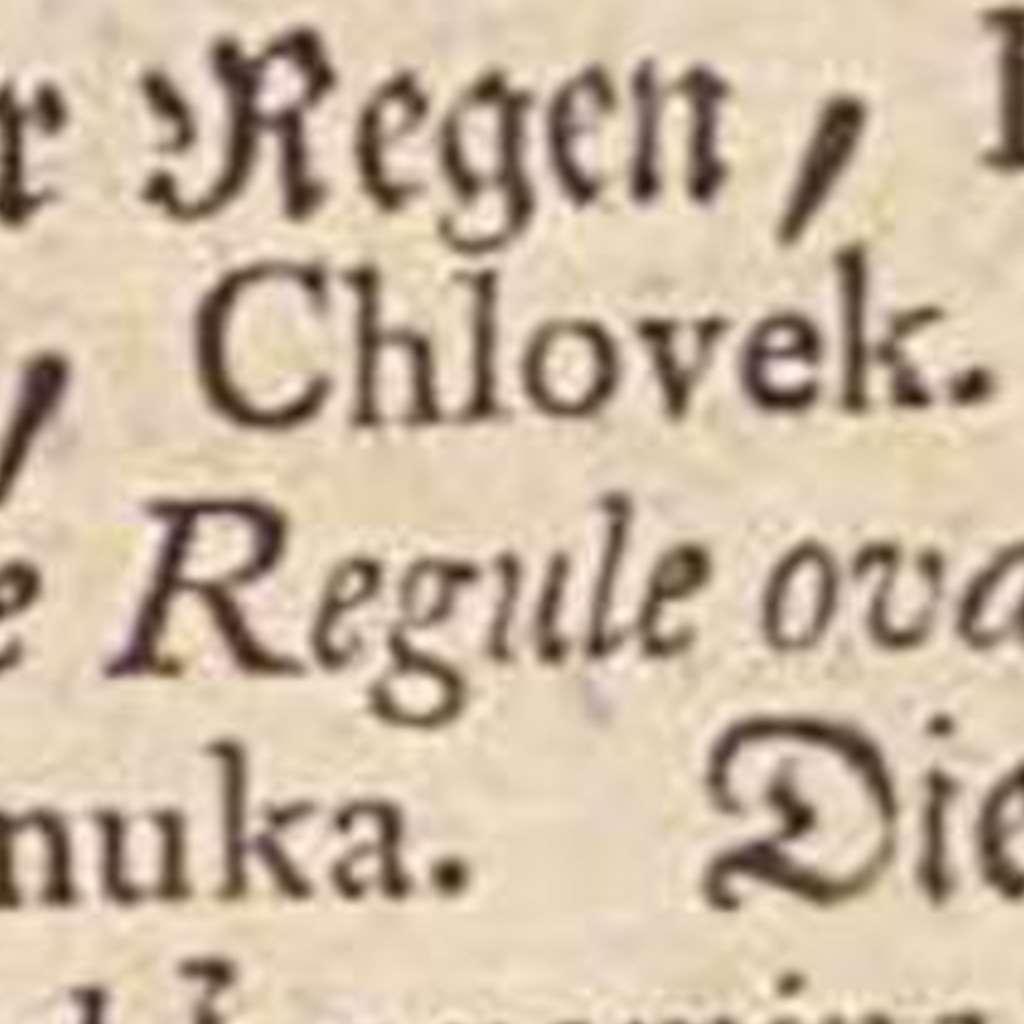 r Regen,
, Chlovek.
e Regule ova
nuka. Die